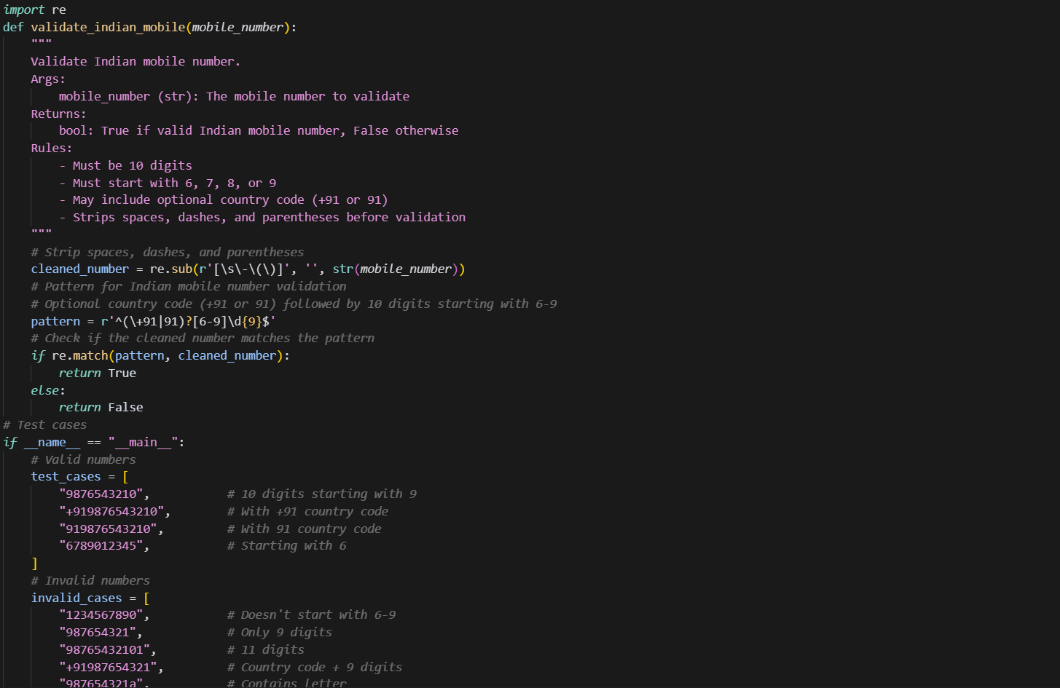 import re
def validate_indian_mobile(mobile_number):
    """
    Validate Indian mobile number.
    Args:
        mobile_number (str): The mobile number to validate
    Returns:
        bool: True if valid Indian mobile number, False otherwise
    Rules:
        - Must be 10 digits
        - Must start with 6, 7, 8, or 9
        - May include optional country code (+91 or 91)
        - Strips spaces, dashes, and parentheses before validation
    """
    # Strip spaces, dashes, and parentheses
    cleaned_number = re.sub(r'[\s\-\(\)]', '', str(mobile_number))
    # Pattern for Indian mobile number validation
    # Optional country code (+91 or 91) followed by 10 digits starting with 6-9
    pattern = r'^(\+91|91)?[6-9]\d{9}$'
    # Check if the cleaned number matches the pattern
    if re.match(pattern, cleaned_number):
        return True
    else:
        return False
# Test cases
if __name__ == "__main__":
    # Valid numbers
    test_cases = [
        "9876543210",           # 10 digits starting with 9
        "+919876543210",        # With +91 country code
        "919876543210",         # With 91 country code
        "6789012345",           # Starting with 6
    ]
    # Invalid numbers
    invalid_cases = [
        "1234567890",           # Doesn't start with 6-9
        "987654321",            # Only 9 digits
        "98765432101",          # 11 digits
        "+91987654321",         # Country code + 9 digits
        "987654321a",           # Contains letter